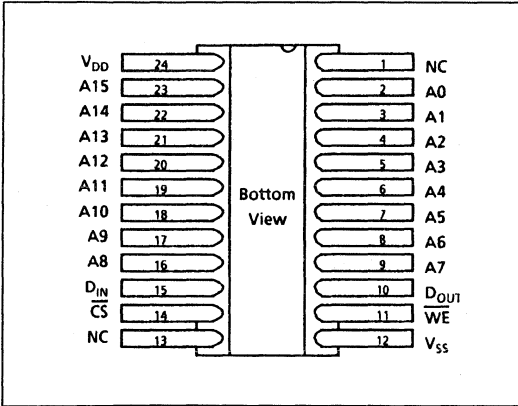 V_DD 24 1 NC
A15 23 2 A0
A14 22 3 A1
A13 21 4 A2
A12 20 5 A3
A11 19 6 A4
A10 18 7 A5
A9 17 8 A6
A8 16 9 A7
D_IN 15 10 D_OUT
C̅S̅ 14 11 W̅E̅
NC 13 12 V_SS
Bottom
View